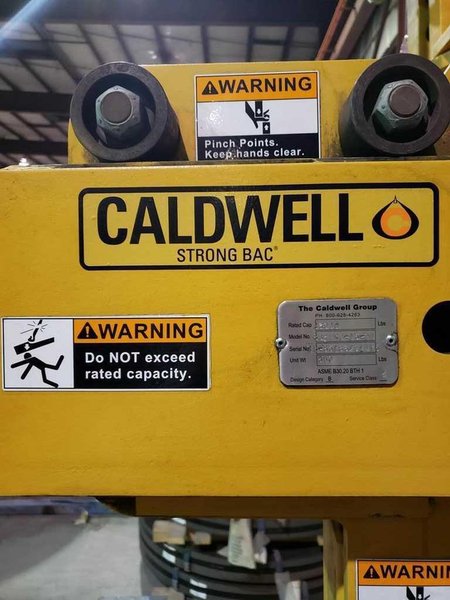 WARNING
Pinch Points.
Keep hands clear.
CALDWELL
STRONG BAC®
The Caldwell Group
PH. 800-628-4263
Rated Cap Lbs
Model No
Serial No
Unit Wt Lbs
ASME B30.20 BTH 1
Design Category B Service Class
WARNING
Do NOT exceed
rated capacity.
WARNIN